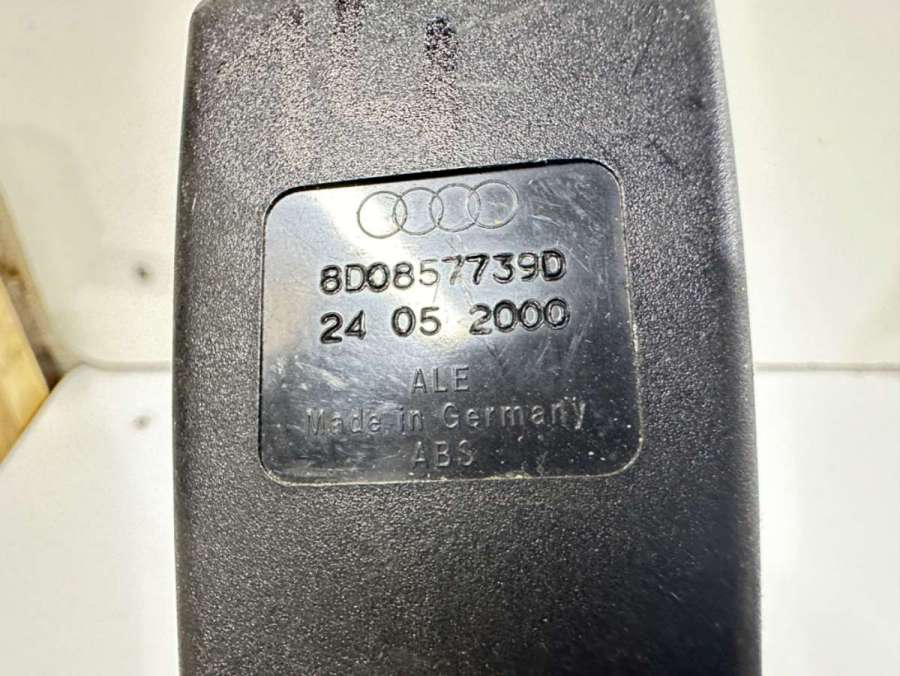 8D0857739D
24 05 2000
ALE
Made in Germany
ABS